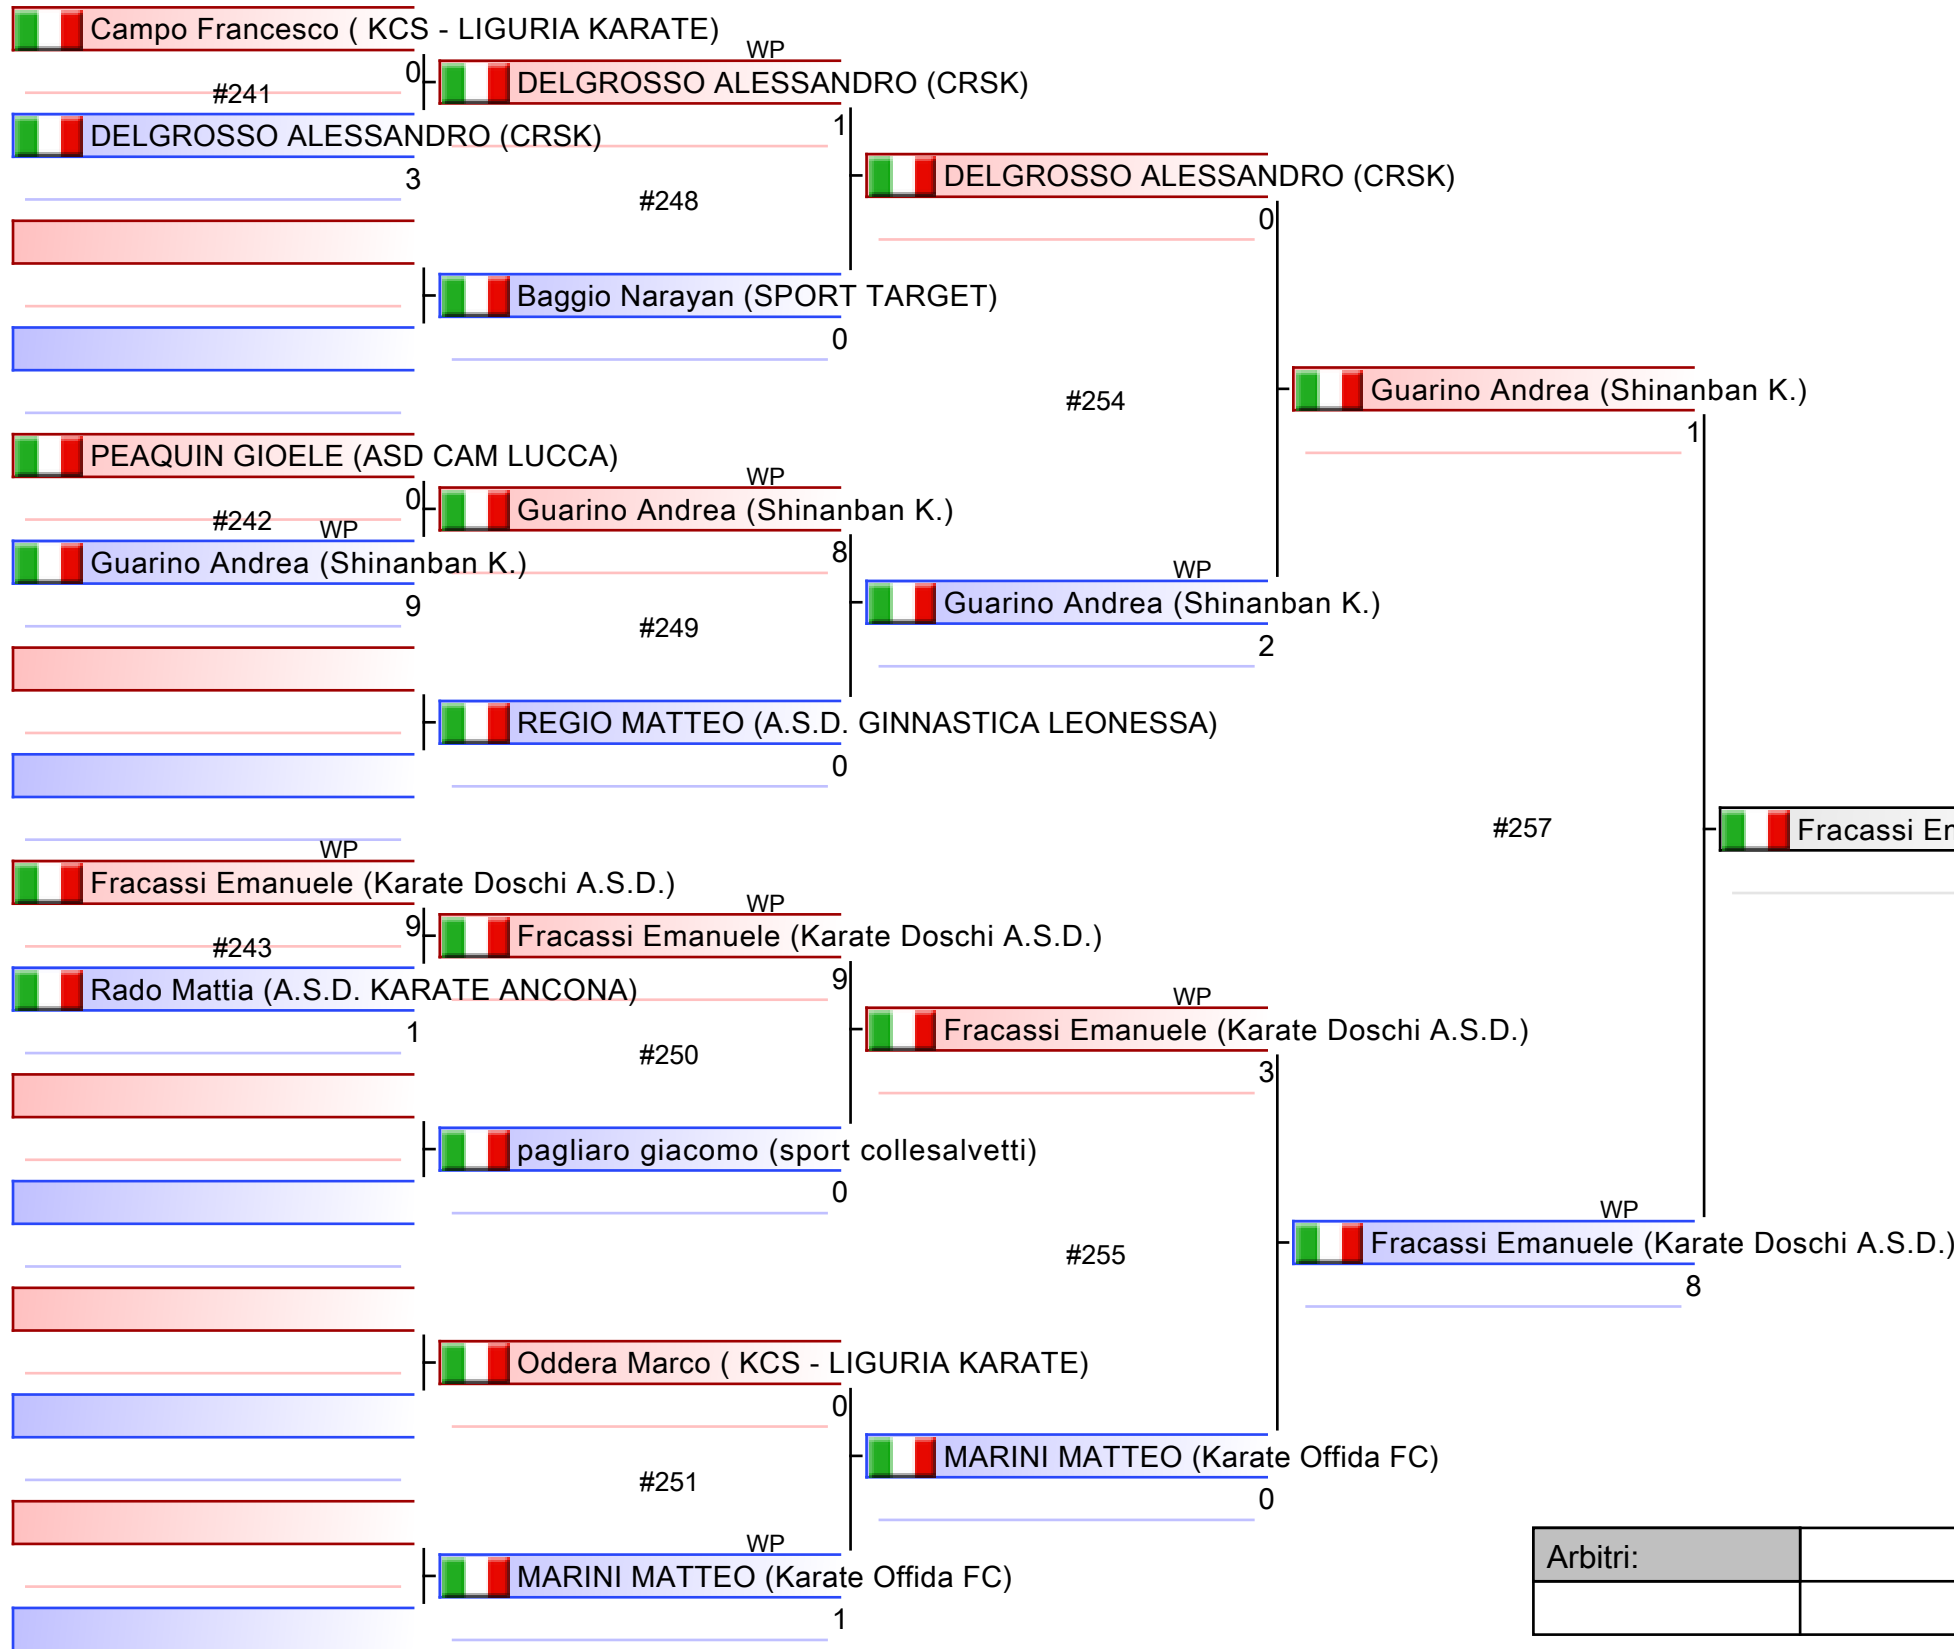 Campo Francesco ( KCS - LIGURIA KARATE)
0
#241
DELGROSSO ALESSANDRO (CRSK)
3
WP
DELGROSSO ALESSANDRO (CRSK)
1
#248
Baggio Narayan (SPORT TARGET)
0
DELGROSSO ALESSANDRO (CRSK)
0
#254
PEAQUIN GIOELE (ASD CAM LUCCA)
0
#242
WP
Guarino Andrea (Shinanban K.)
9
WP
Guarino Andrea (Shinanban K.)
8
#249
REGIO MATTEO (A.S.D. GINNASTICA LEONESSA)
0
WP
Guarino Andrea (Shinanban K.)
2
Guarino Andrea (Shinanban K.)
1
#257
Fracassi En
WP
Fracassi Emanuele (Karate Doschi A.S.D.)
9
#243
Rado Mattia (A.S.D. KARATE ANCONA)
1
WP
Fracassi Emanuele (Karate Doschi A.S.D.)
9
#250
pagliaro giacomo (sport collesalvetti)
0
WP
Fracassi Emanuele (Karate Doschi A.S.D.)
3
#255
WP
Fracassi Emanuele (Karate Doschi A.S.D.)
8
Oddera Marco ( KCS - LIGURIA KARATE)
0
#251
WP
MARINI MATTEO (Karate Offida FC)
1
MARINI MATTEO (Karate Offida FC)
0
Arbitri: